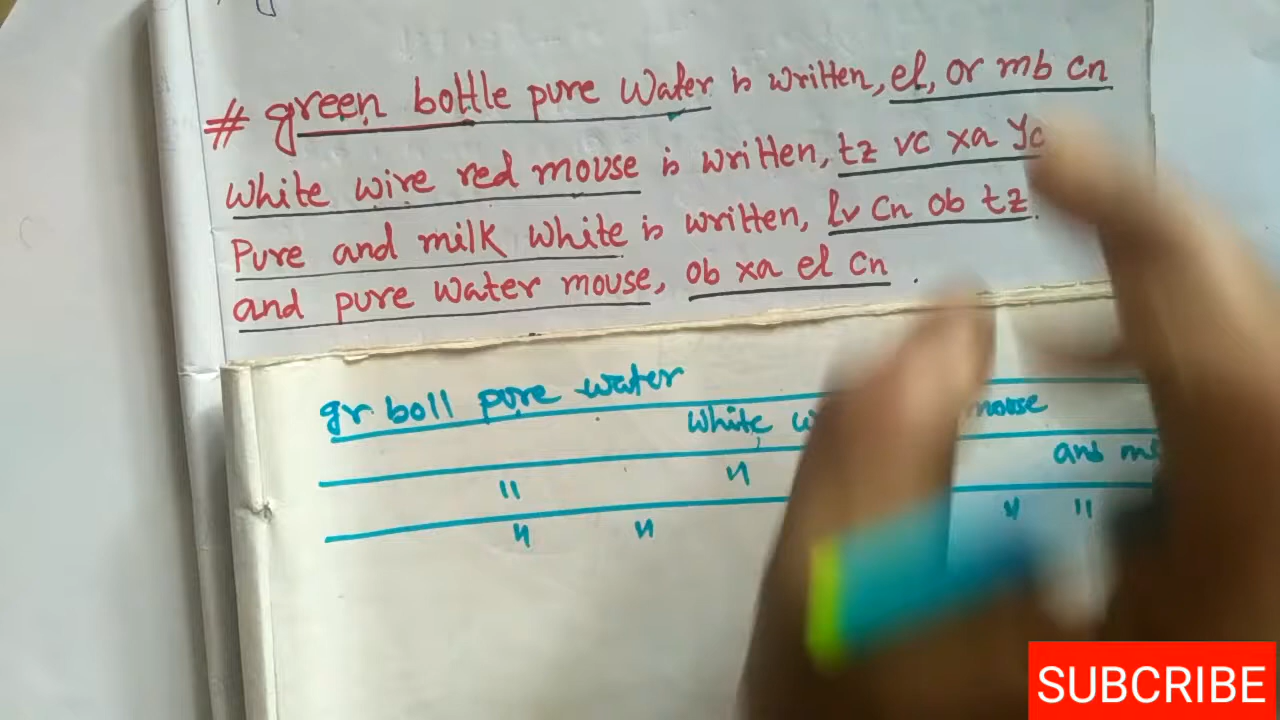 # green bottle pure water is written, el, or mb cn
white wire red mouse is written, tz vc xa yc
Pure and milk white is written, lv cn ob tz.
and pure water mouse, ob xa el cn .
gr boll pure water
white w mouse
and m
SUBSCRIBE